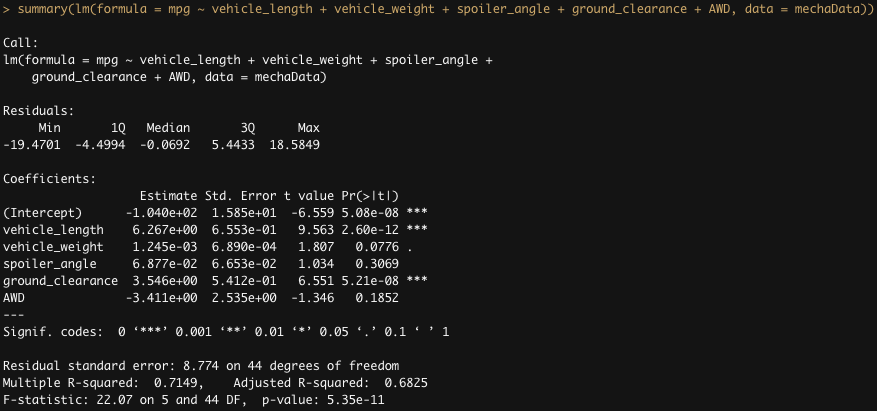 > summary(lm(formula = mpg ~ vehicle_length + vehicle_weight + spoiler_angle + ground_clearance + AWD, data = mechaData))

Call:
lm(formula = mpg ~ vehicle_length + vehicle_weight + spoiler_angle +
    ground_clearance + AWD, data = mechaData)

Residuals:
     Min       1Q   Median       3Q      Max
-19.4701  -4.4994  -0.0692   5.4433  18.5849

Coefficients:
                   Estimate Std. Error t value Pr(>|t|)
(Intercept)      -1.040e+02  1.585e+01  -6.559 5.08e-08 ***
vehicle_length    6.267e+00  6.553e-01   9.563 2.60e-12 ***
vehicle_weight    1.245e-03  6.890e-04   1.807   0.0776 .
spoiler_angle     6.877e-02  6.653e-02   1.034   0.3069
ground_clearance  3.546e+00  5.412e-01   6.551 5.21e-08 ***
AWD              -3.411e+00  2.535e+00  -1.346   0.1852
---
Signif. codes:  0 ‘***’ 0.001 ‘**’ 0.01 ‘*’ 0.05 ‘.’ 0.1 ‘ ’ 1

Residual standard error: 8.774 on 44 degrees of freedom
Multiple R-squared:  0.7149,    Adjusted R-squared:  0.6825
F-statistic: 22.07 on 5 and 44 DF,  p-value: 5.35e-11